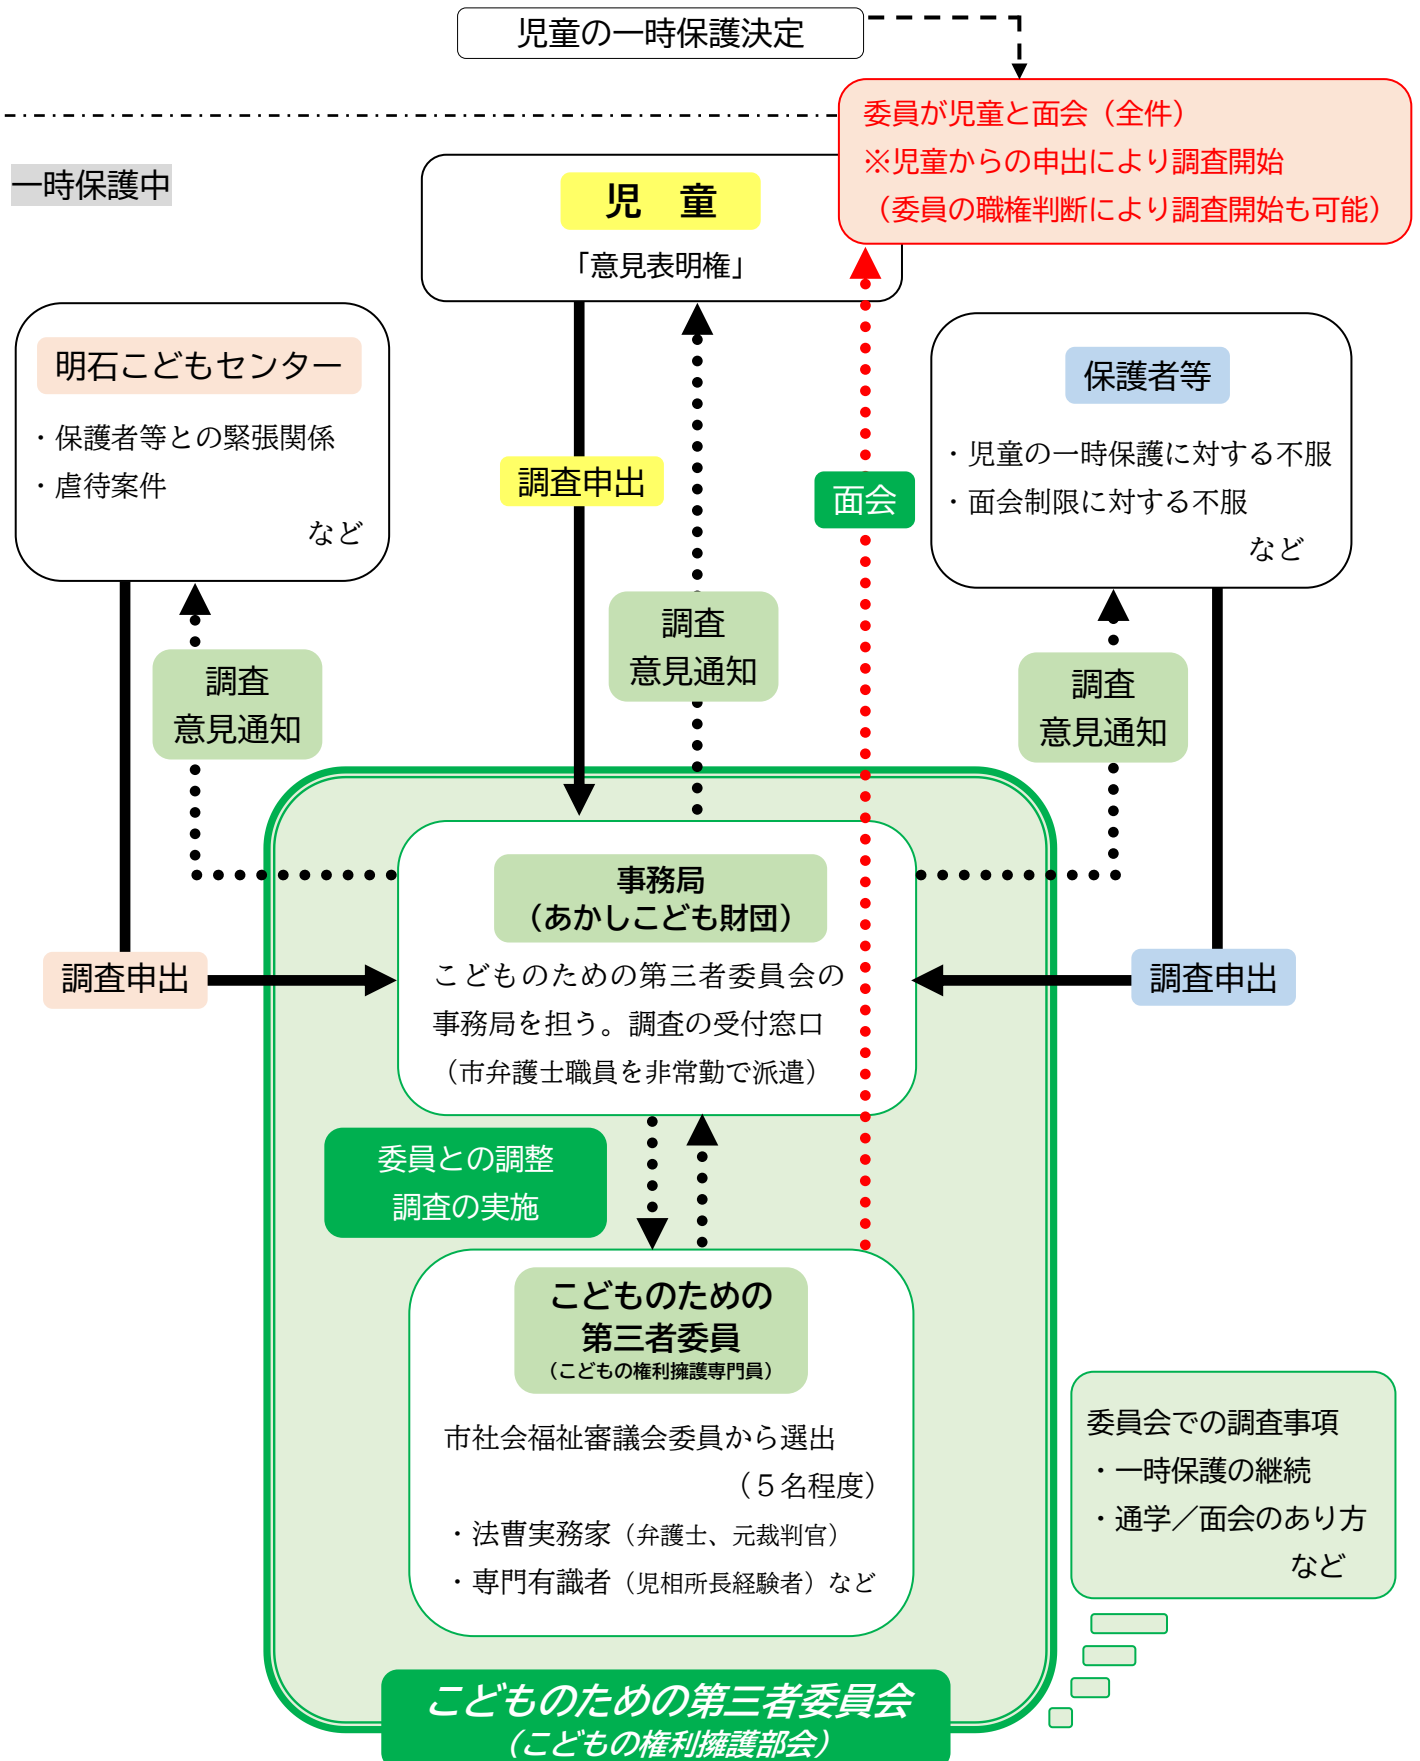 児童の一時保護決定
委員が児童と面会（全件）
※児童からの申出により調査開始
（委員の職権判断により調査開始も可能）
一時保護中
児　童
「意見表明権」
明石こどもセンター
・保護者等との緊張関係
・虐待案件
など
保護者等
・児童の一時保護に対する不服
・面会制限に対する不服
など
調査申出
面会
調査
意見通知
調査
意見通知
調査
意見通知
事務局
（あかしこども財団）
こどものための第三者委員会の
事務局を担う。調査の受付窓口
（市弁護士職員を非常勤で派遣）
調査申出
調査申出
委員との調整
調査の実施
こどものための
第三者委員
（こどもの権利擁護専門員）
市社会福祉審議会委員から選出
（５名程度）
・法曹実務家（弁護士、元裁判官）
・専門有識者（児相所長経験者）など
委員会での調査事項
・一時保護の継続
・通学／面会のあり方
など
こどものための第三者委員会
（こどもの権利擁護部会）